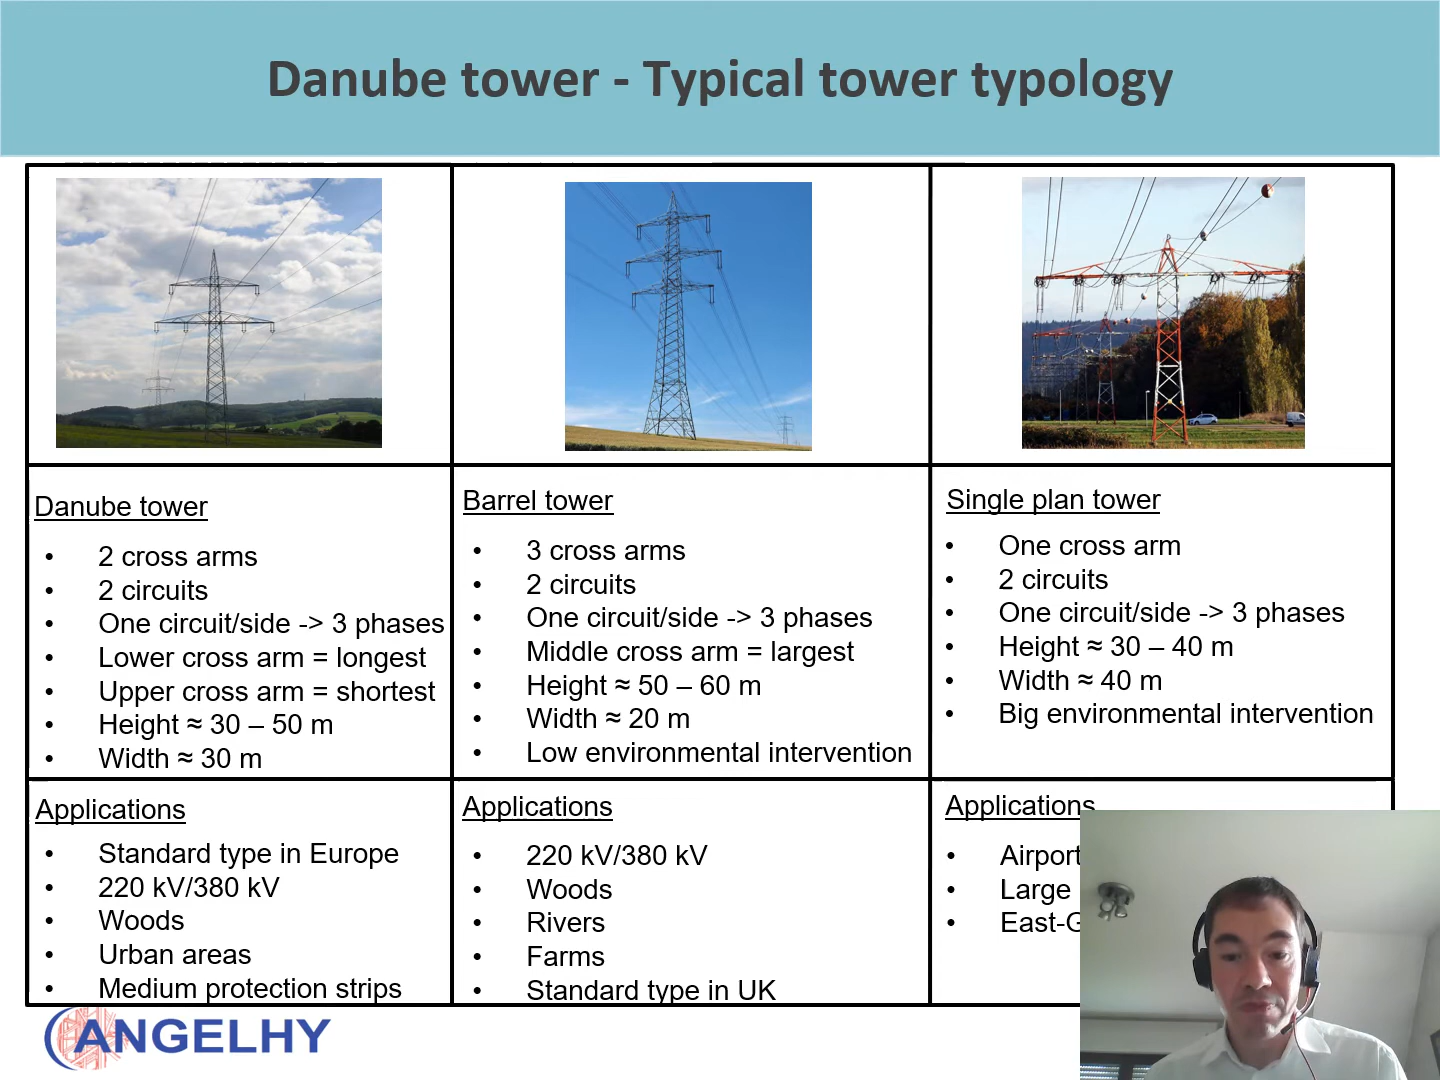 Danube tower - Typical tower typology
Danube tower
• 2 cross arms
• 2 circuits
• One circuit/side -> 3 phases
• Lower cross arm = longest
• Upper cross arm = shortest
• Height ≈ 30 – 50 m
• Width ≈ 30 m
Barrel tower
• 3 cross arms
• 2 circuits
• One circuit/side -> 3 phases
• Middle cross arm = largest
• Height ≈ 50 – 60 m
• Width ≈ 20 m
• Low environmental intervention
Single plan tower
• One cross arm
• 2 circuits
• One circuit/side -> 3 phases
• Height ≈ 30 – 40 m
• Width ≈ 40 m
• Big environmental intervention
Applications
• Standard type in Europe
• 220 kV/380 kV
• Woods
• Urban areas
• Medium protection strips
Applications
• 220 kV/380 kV
• Woods
• Rivers
• Farms
• Standard type in UK
Applications
• Airport
• Large
• East-G
ANGELHY